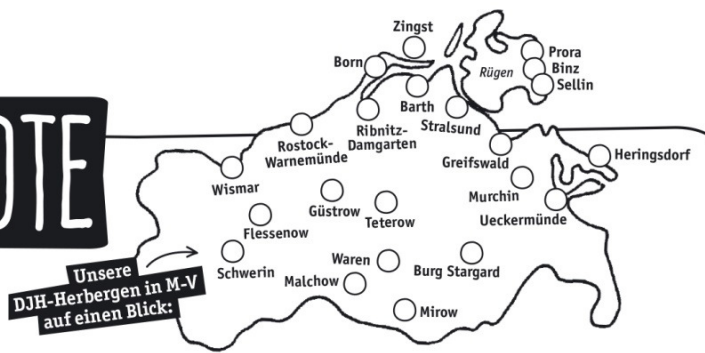 Zingst
Born
Prora
Binz
Sellin
Rügen
Barth
Stralsund
Ribnitz-
Damgarten
Rostock-
Warnemünde
Greifswald
Heringsdorf
Wismar
Murchin
Ueckermünde
Güstrow
Teterow
Flessenow
Schwerin
Waren
Burg Stargard
Malchow
Mirow
Unsere
DJH-Herbergen in M-V
auf einen Blick: